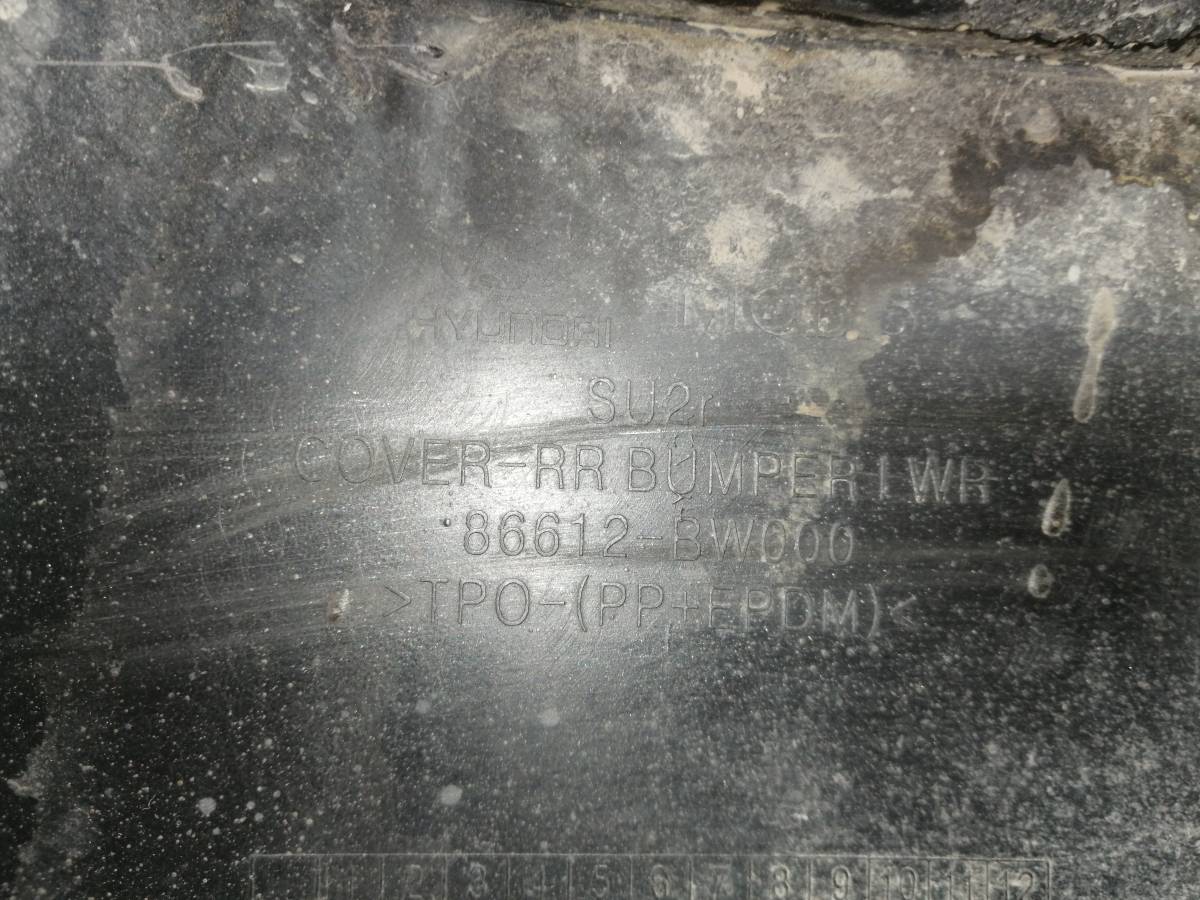 HYUNDAI MOBIS
SU2r
COVER-RR BUMPER LWR
86612-BW000
>TPO-(PP+EPDM)<
1 2 3 4 5 6 7 8 9 10 11 12